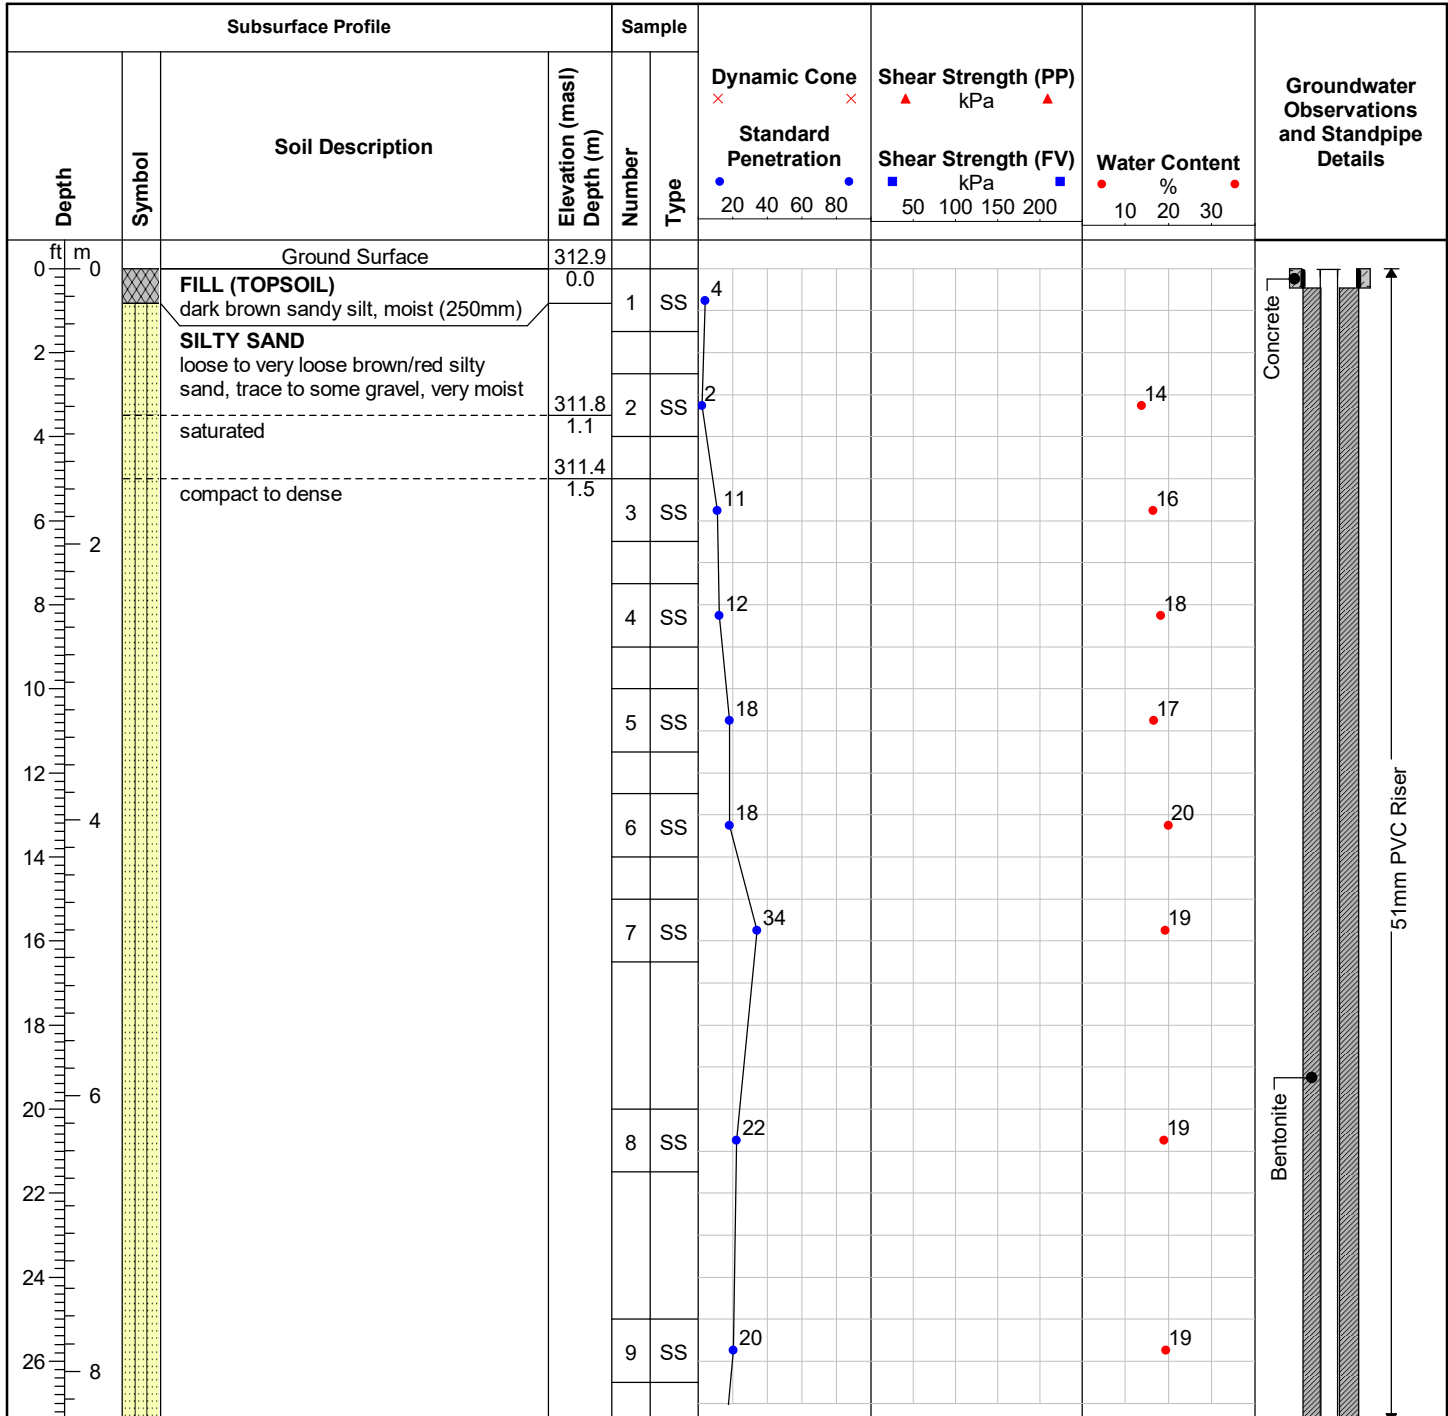 Subsurface Profile
Sample
Depth
Symbol
Soil Description
Elevation (masl)
Depth (m)
Number
Type
Dynamic Cone
Standard
Penetration
20 40 60 80
Shear Strength (PP)
kPa
Shear Strength (FV)
kPa
50 100 150 200
Water Content
%
10 20 30
Groundwater
Observations
and Standpipe
Details
ft m
Ground Surface 312.9
0 0
0.0
FILL (TOPSOIL)
dark brown sandy silt, moist (250mm)
1 SS 4
SILTY SAND
loose to very loose brown/red silty
sand, trace to some gravel, very moist
2
311.8
1.1
2 SS 2 14
saturated
4
311.4
1.5
compact to dense
3 SS 11 16
6
2
8
4 SS 12 18
10
5 SS 18 17
12
4
6 SS 18 20
14
7 SS 34 19
16
18
6
20
8 SS 22 19
22
24
9 SS 20 19
26
8
Concrete
Bentonite
51mm PVC Riser